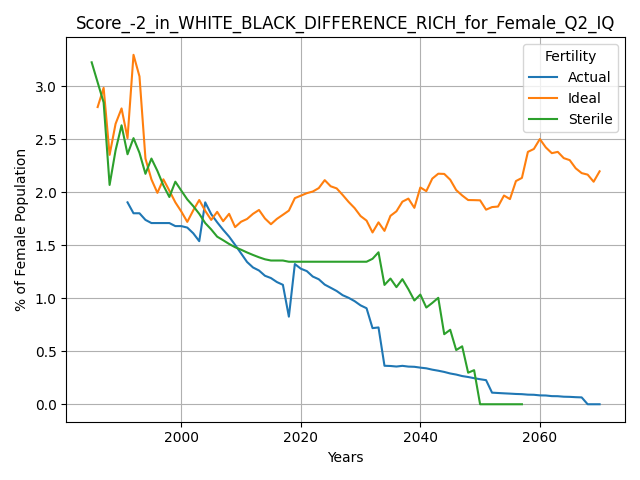 Score_-2_in_WHITE_BLACK_DIFFERENCE_RICH_for_Female_Q2_IQ
Fertility
Actual
Ideal
Sterile
% of Female Population
3.0
2.5
2.0
1.5
1.0
0.5
0.0
2000
2020
2040
2060
Years